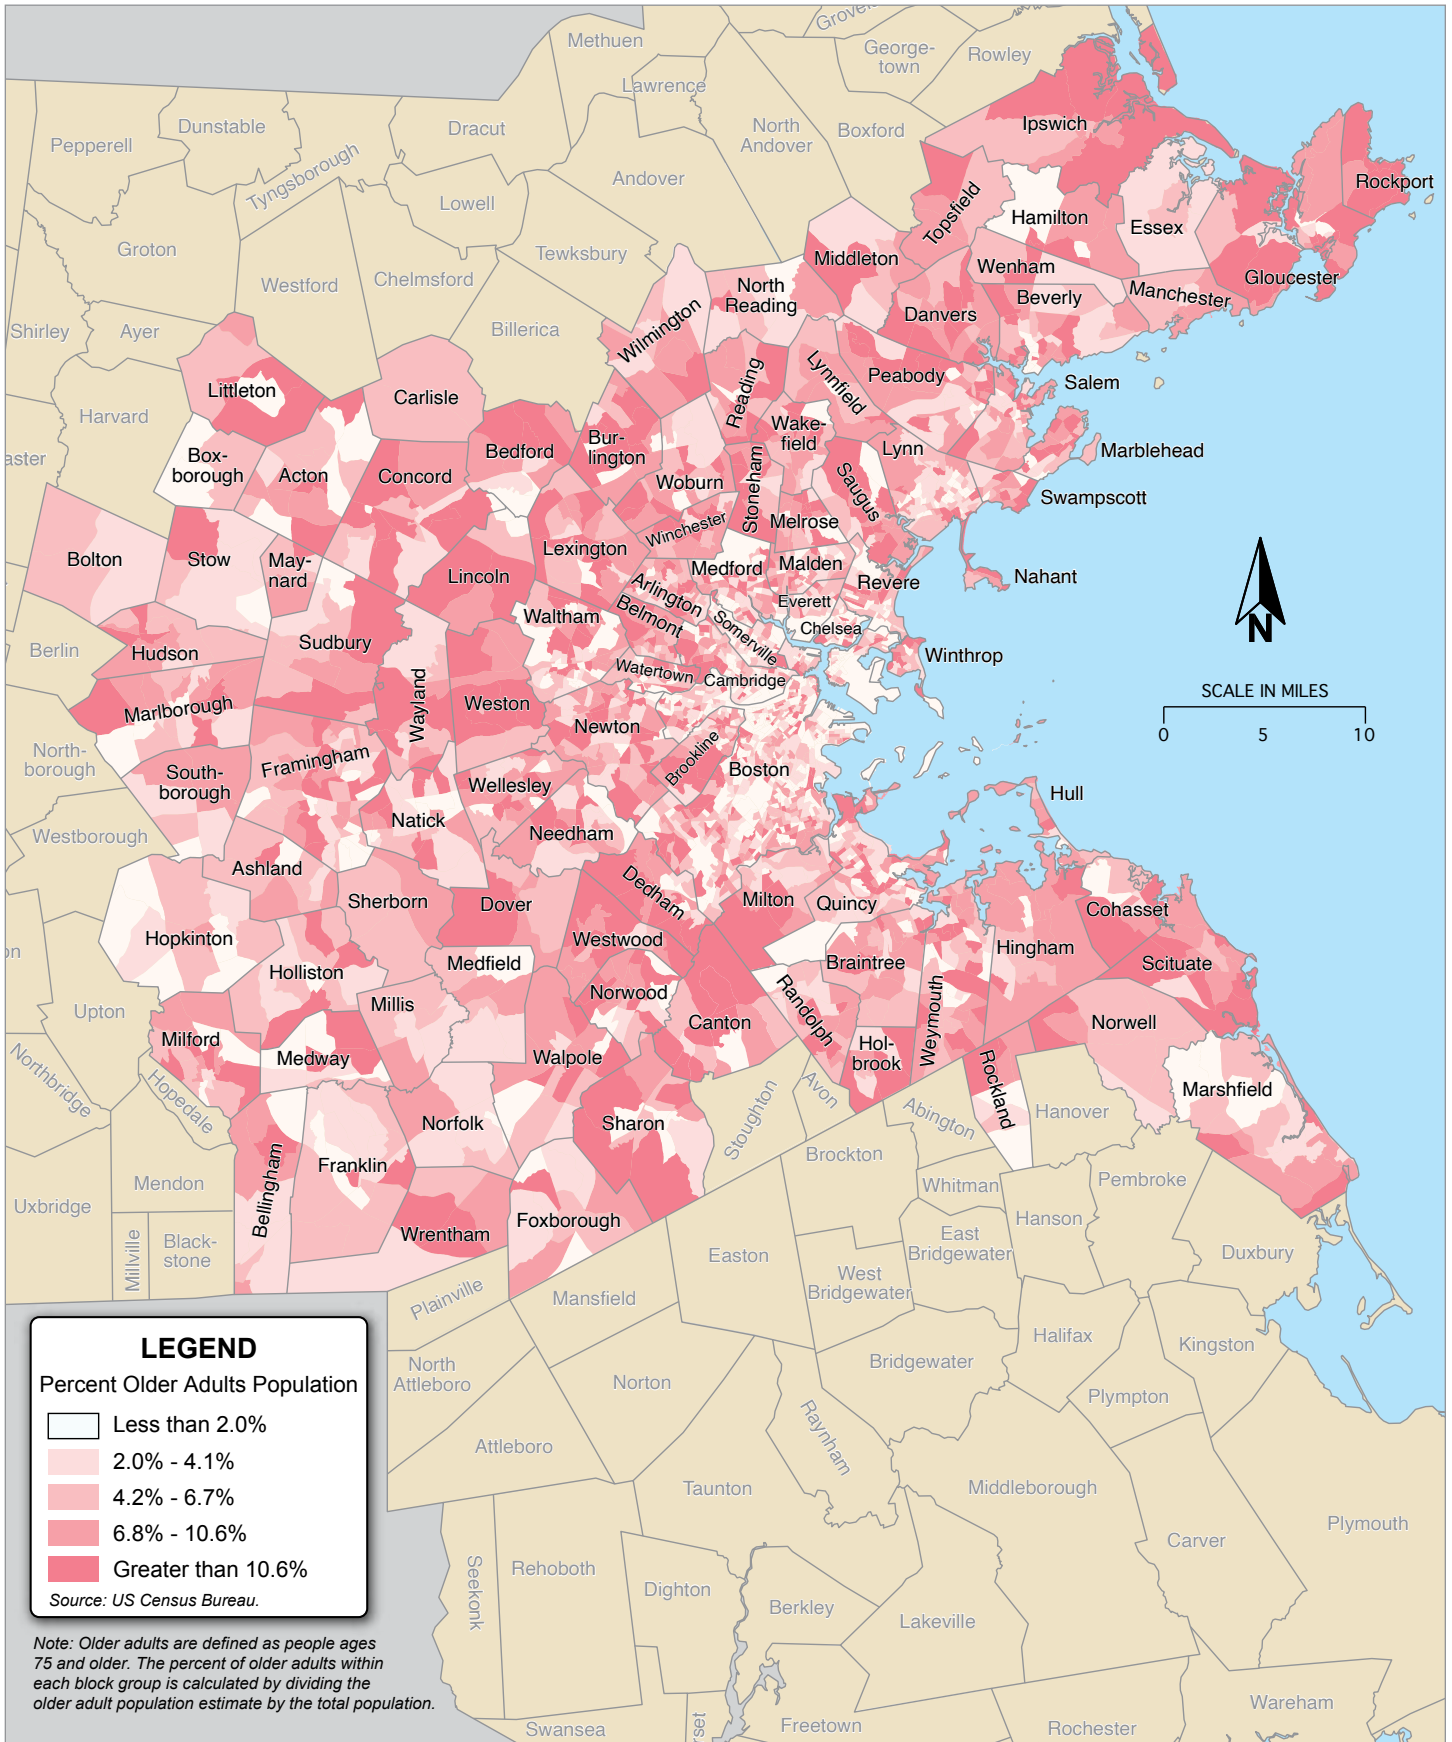 Methuen
Grovel
George-
town
Rowley
Lawrence
Pepperell
Dunstable
Dracut
North
Andover
Boxford
Ipswich
Tyngsborough
Andover
Lowell
Rockport
Topsfield
Hamilton
Essex
Groton
Tewksbury
Middleton
Wenham
Gloucester
Westford
Chelmsford
North
Reading
Beverly
Manchester
Danvers
Shirley
Ayer
Billerica
Wilmington
Littleton
Carlisle
Reading
Lynnfield
Peabody
Salem
Harvard
Bur-
lington
Wake-
field
Lynn
Marblehead
aster
Box-
borough
Acton
Concord
Bedford
Woburn
Stoneham
Saugus
Swampscott
Winchester
Melrose
Bolton
Stow
May-
nard
Lexington
Lincoln
Medford
Malden
Revere
Nahant
Arlington
Everett
Waltham
Belmont
Somerville
Chelsea
Berlin
Hudson
Sudbury
Winthrop
Watertown
Cambridge
Marlborough
Wayland
Weston
Newton
N
SCALE IN MILES
0
5
10
North-
borough
South-
borough
Framingham
Wellesley
Brookline
Boston
Hull
Westborough
Natick
Needham
Ashland
Sherborn
Dover
Dedham
Milton
Quincy
Cohasset
on
Hopkinton
Westwood
Hingham
Scituate
Holliston
Medfield
Braintree
Upton
Millis
Norwood
Randolph
Weymouth
Norwell
Milford
Medway
Walpole
Canton
Hol-
brook
Rockland
Marshfield
Northbridge
Hopedale
Norfolk
Sharon
Stoughton
Avon
Abington
Hanover
Bellingham
Franklin
Brockton
Mendon
Whitman
Pembroke
Uxbridge
Wrentham
Foxborough
Hanson
Millville
Black-
stone
Easton
East
Bridgewater
Duxbury
West
Bridgewater
Plainville
Mansfield
Halifax
Kingston
North
Attleboro
Norton
Bridgewater
Plympton
Attleboro
Raynham
Taunton
Middleborough
Plymouth
Carver
Seekonk
Rehoboth
Dighton
Berkley
Lakeville
Swansea
set
Freetown
Rochester
Wareham
LEGEND
Percent Older Adults Population
Less than 2.0%
2.0% - 4.1%
4.2% - 6.7%
6.8% - 10.6%
Greater than 10.6%
Source: US Census Bureau.
Note: Older adults are defined as people ages
75 and older. The percent of older adults within
each block group is calculated by dividing the
older adult population estimate by the total population.